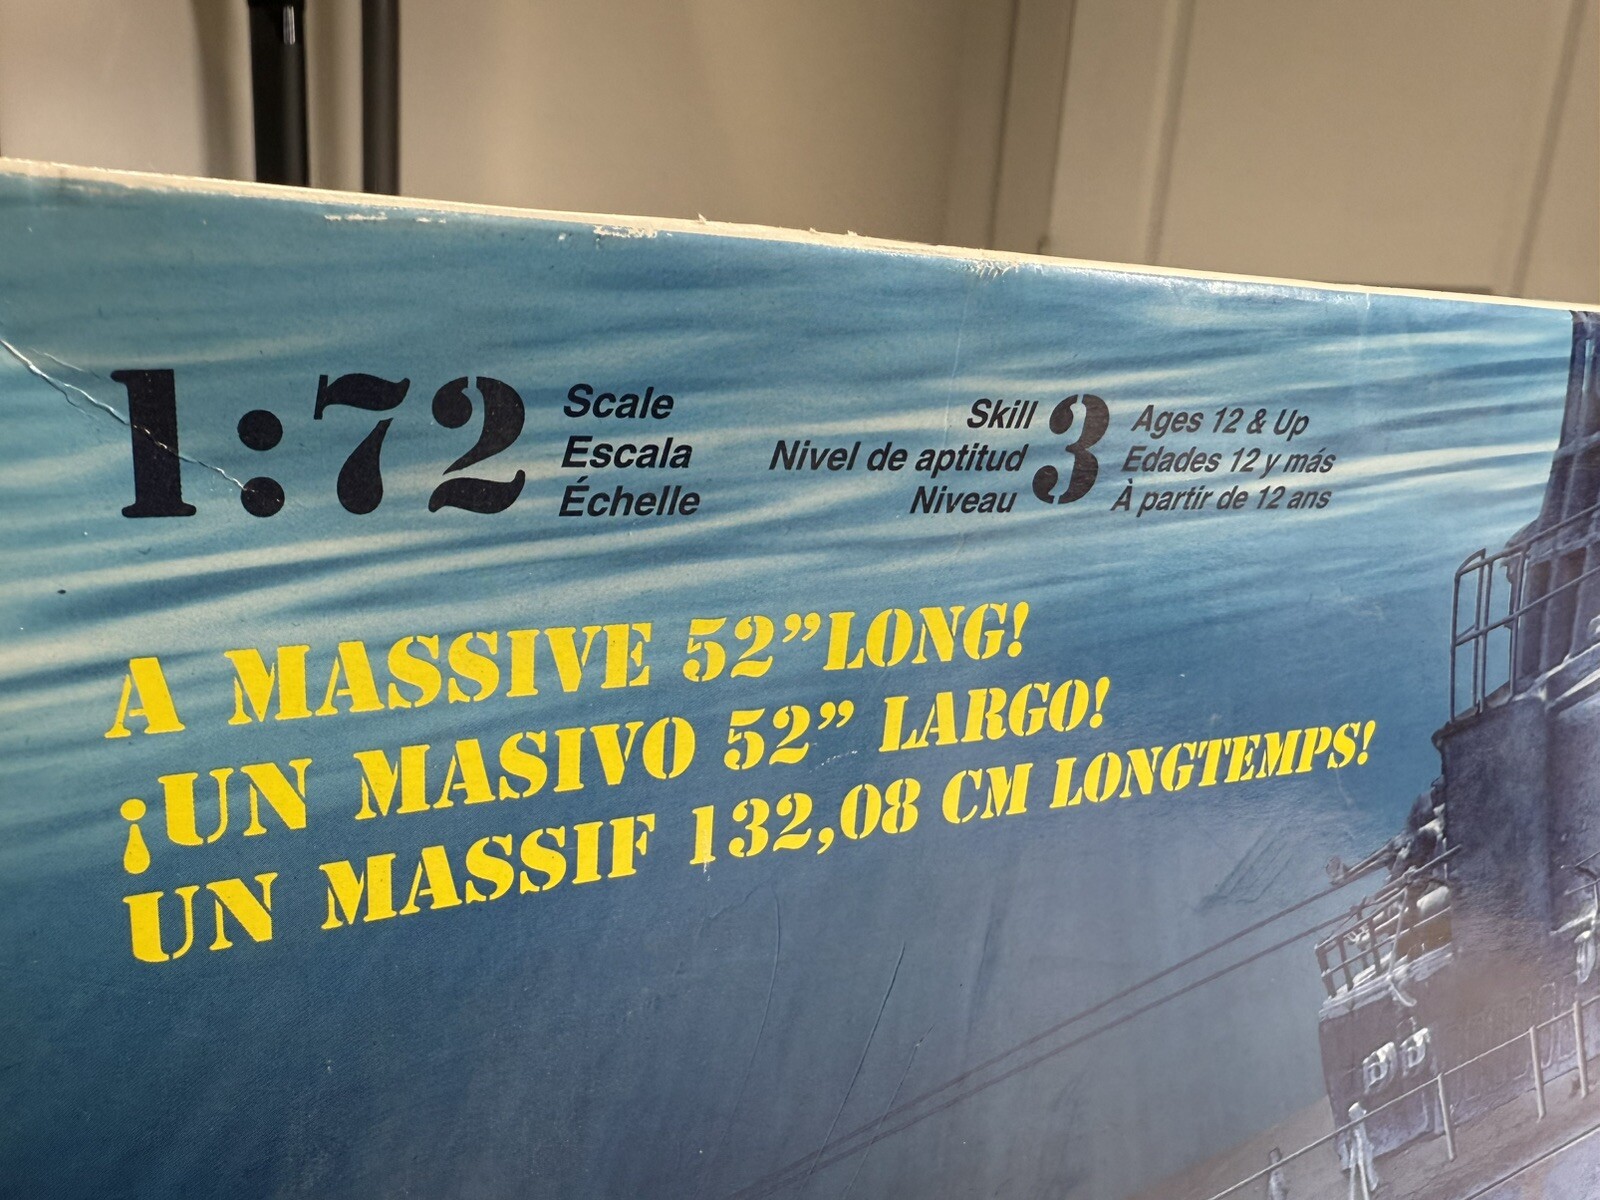 1:72
Scale
Escala
Échelle
Skill
Nivel de aptitud
Niveau
3
Ages 12 & Up
Edades 12 y más
À partir de 12 ans
A MASSIVE 52”LONG!
¡UN MASIVO 52” LARGO!
UN MASSIF 132,08 CM LONGTEMPS!